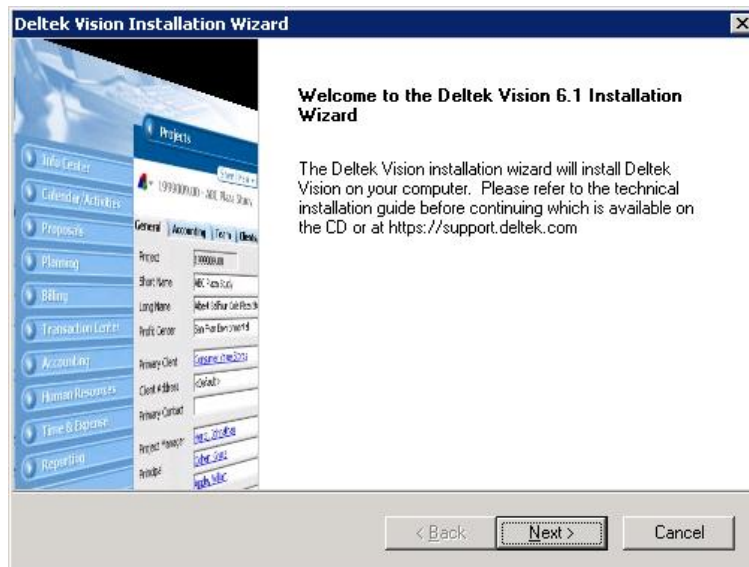 Deltek Vision Installation Wizard
Welcome to the Deltek Vision 6.1 Installation
Wizard
The Deltek Vision installation wizard will install Deltek
Vision on your computer.  Please refer to the technical
installation guide before continuing which is available on
the CD or at https://support.deltek.com
Projects
Info Center
Calendar/Activities
Proposals
Planning
Billing
Transaction Center
Accounting
Human Resources
Time & Expense
Reporting
General Accounting Team Clients
Project
Short Name
Long Name
Profit Center
Primary Client
Client Address
<Default>
Primary Contact
Project Manager
Principal
< Back
Next >
Cancel